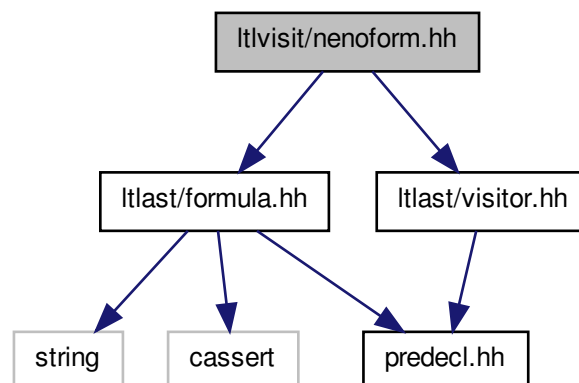 ltlvisit/nenoform.hh
ltlast/formula.hh
ltlast/visitor.hh
string
cassert
predecl.hh